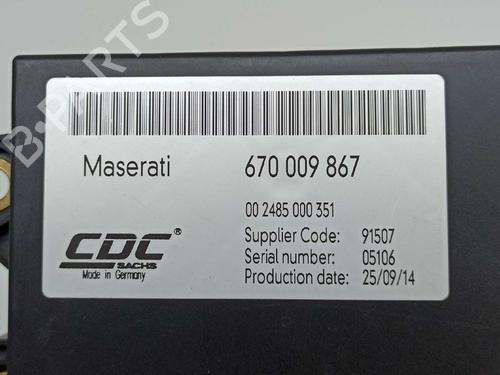 B-PARTS
Maserati 670 009 867
00 2485 000 351
CDC®
SACHS
Made in Germany
Supplier Code: 91507
Serial number: 05106
Production date: 25/09/14